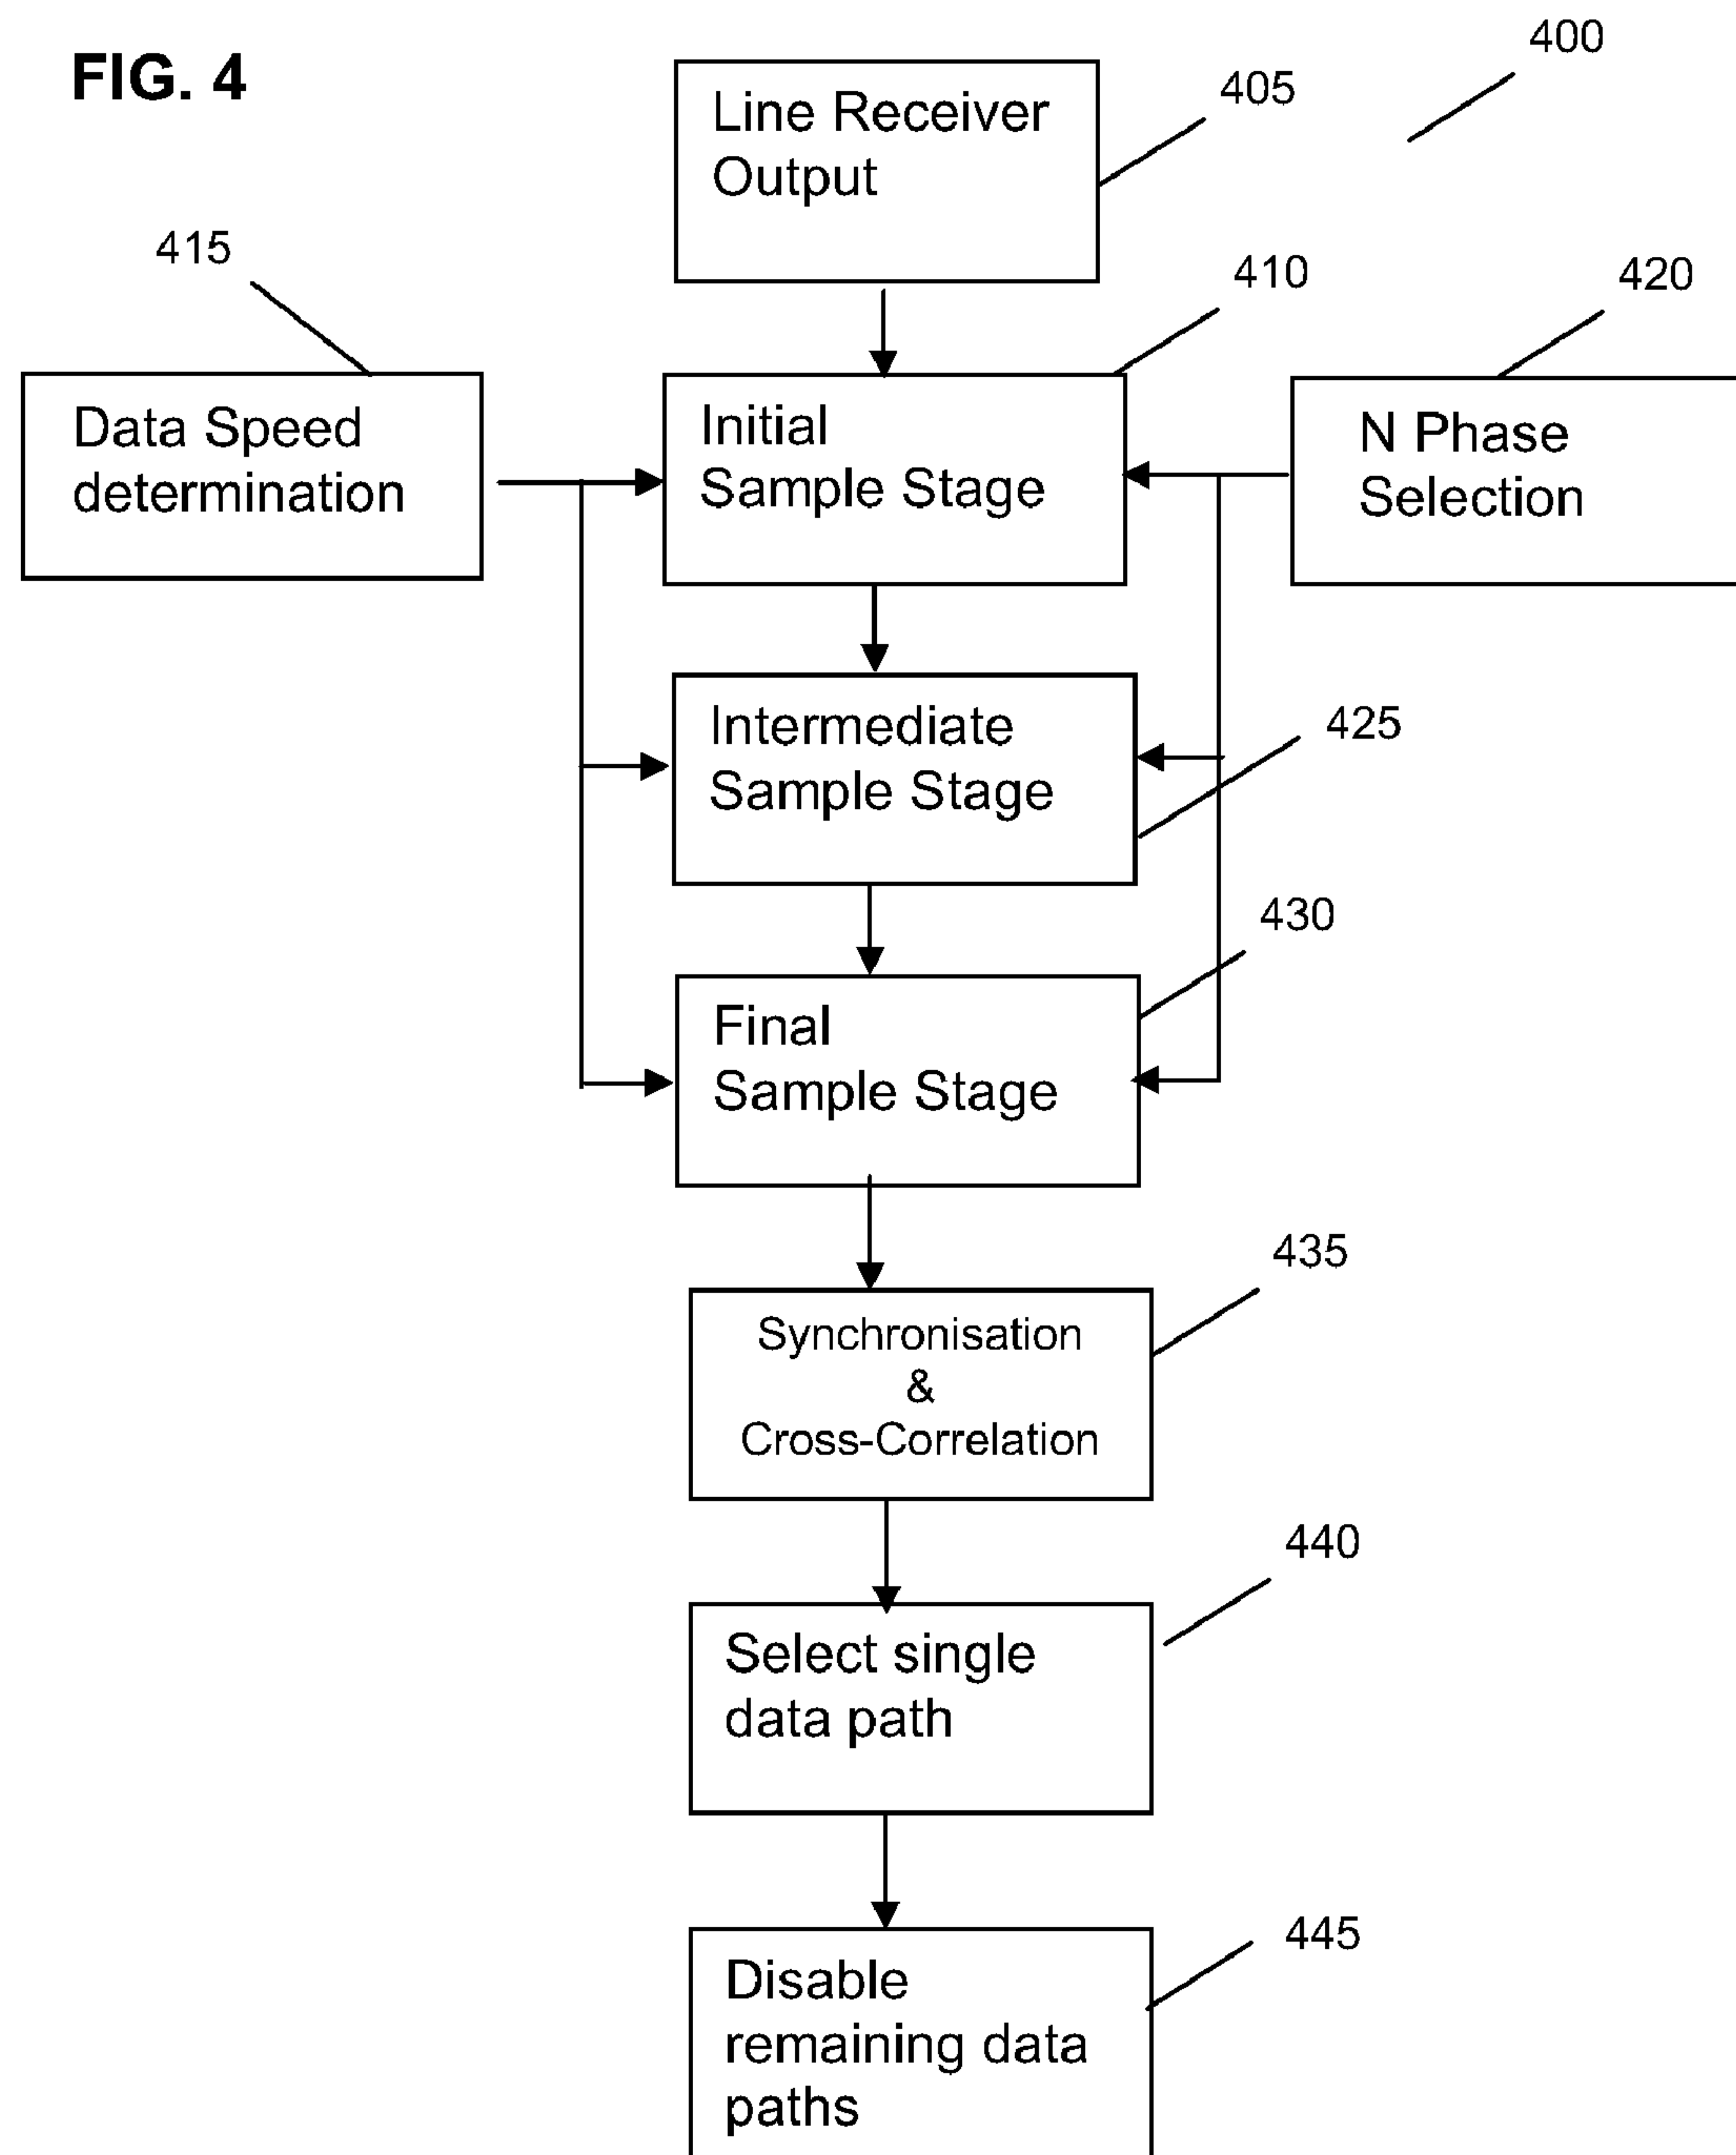 FIG. 4
400
Line Receiver
Output
405
415
410
420
Data Speed
determination
Initial
Sample Stage
N Phase
Selection
Intermediate
Sample Stage
425
430
Final
Sample Stage
435
Synchronisation
&
Cross-Correlation
440
Select single
data path
445
Disable
remaining data
paths